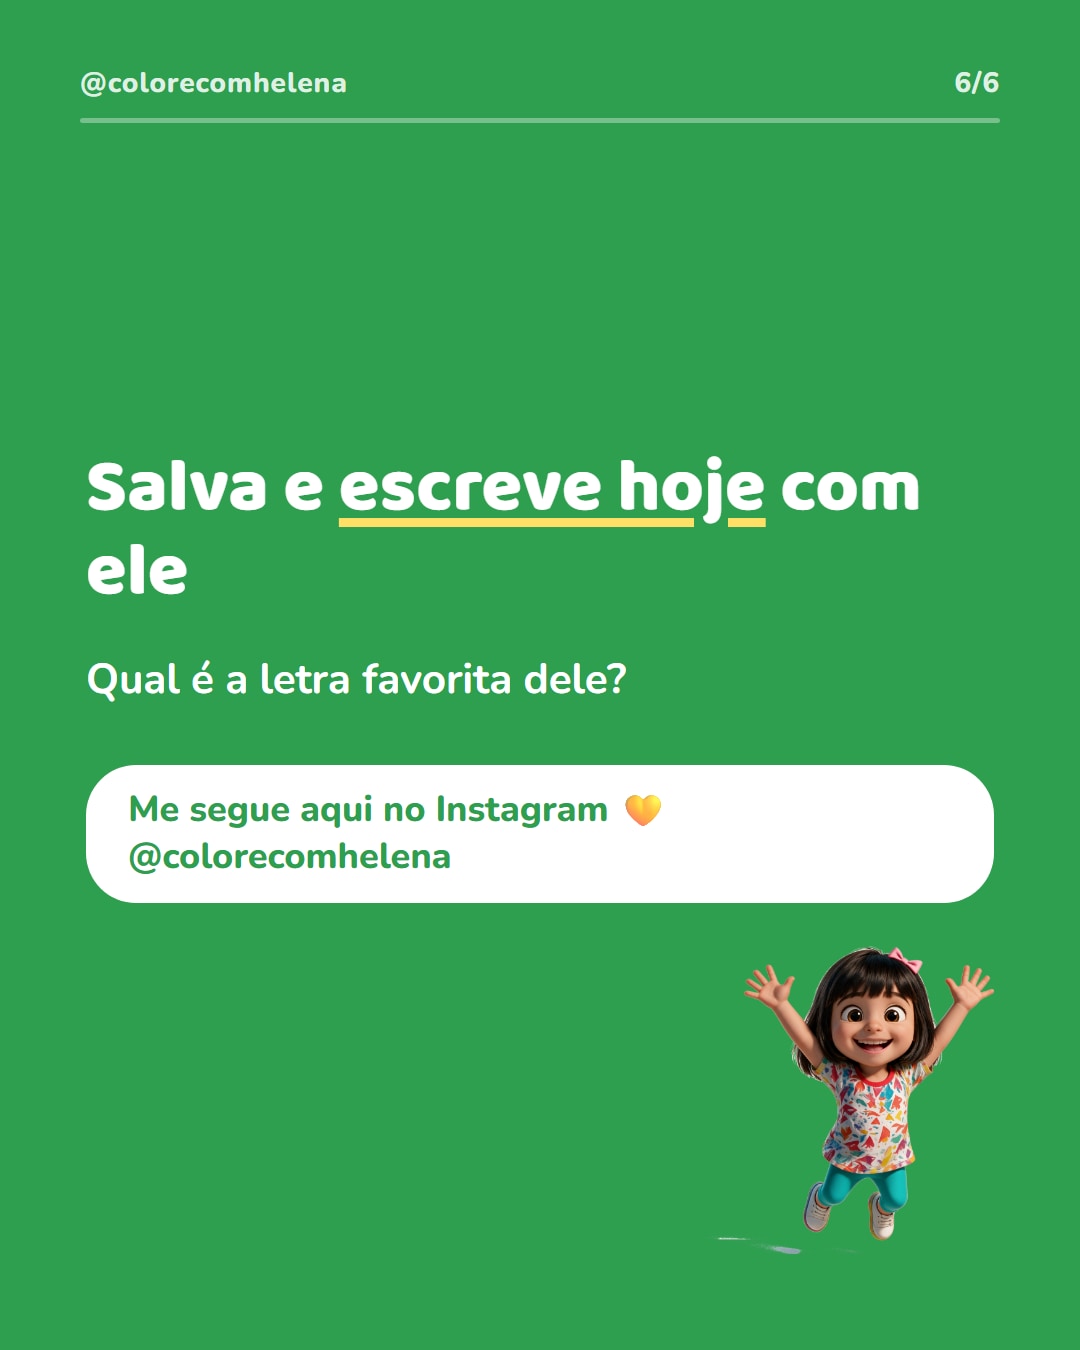 @colorecomhelena
6/6
Salva e escreve hoje com
ele
Qual é a letra favorita dele?
Me segue aqui no Instagram 💛
@colorecomhelena